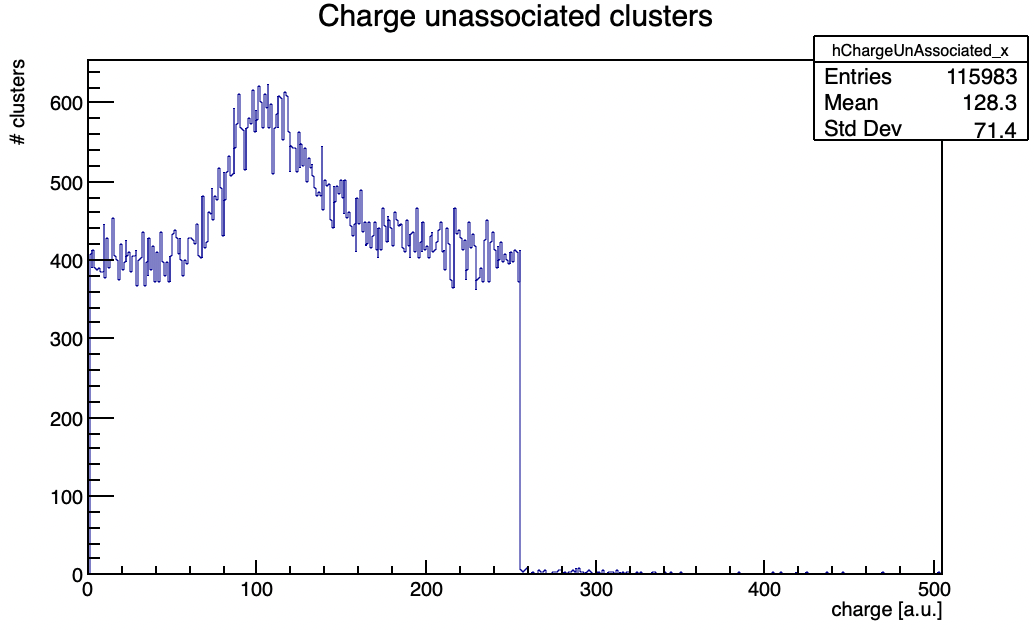 Charge unassociated clusters
hChargeUnAssociated_x
Entries 115983
Mean 128.3
Std Dev 71.4
# clusters
600
500
400
300
200
100
0
0 100 200 300 400 500
charge [a.u.]